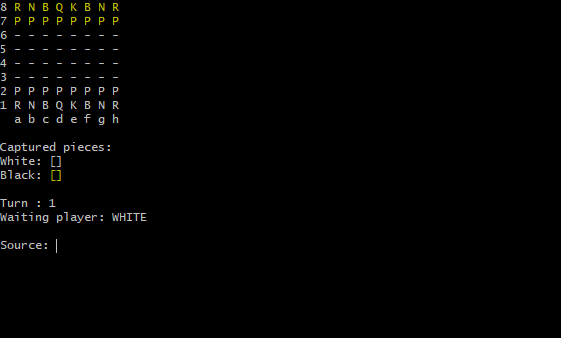 8 R N B Q K B N R
7 P P P P P P P P
6 - - - - - - - -
5 - - - - - - - -
4 - - - - - - - -
3 - - - - - - - -
2 P P P P P P P P
1 R N B Q K B N R
a b c d e f g h
Captured pieces:
White: []
Black: []
Turn : 1
Waiting player: WHITE
Source: